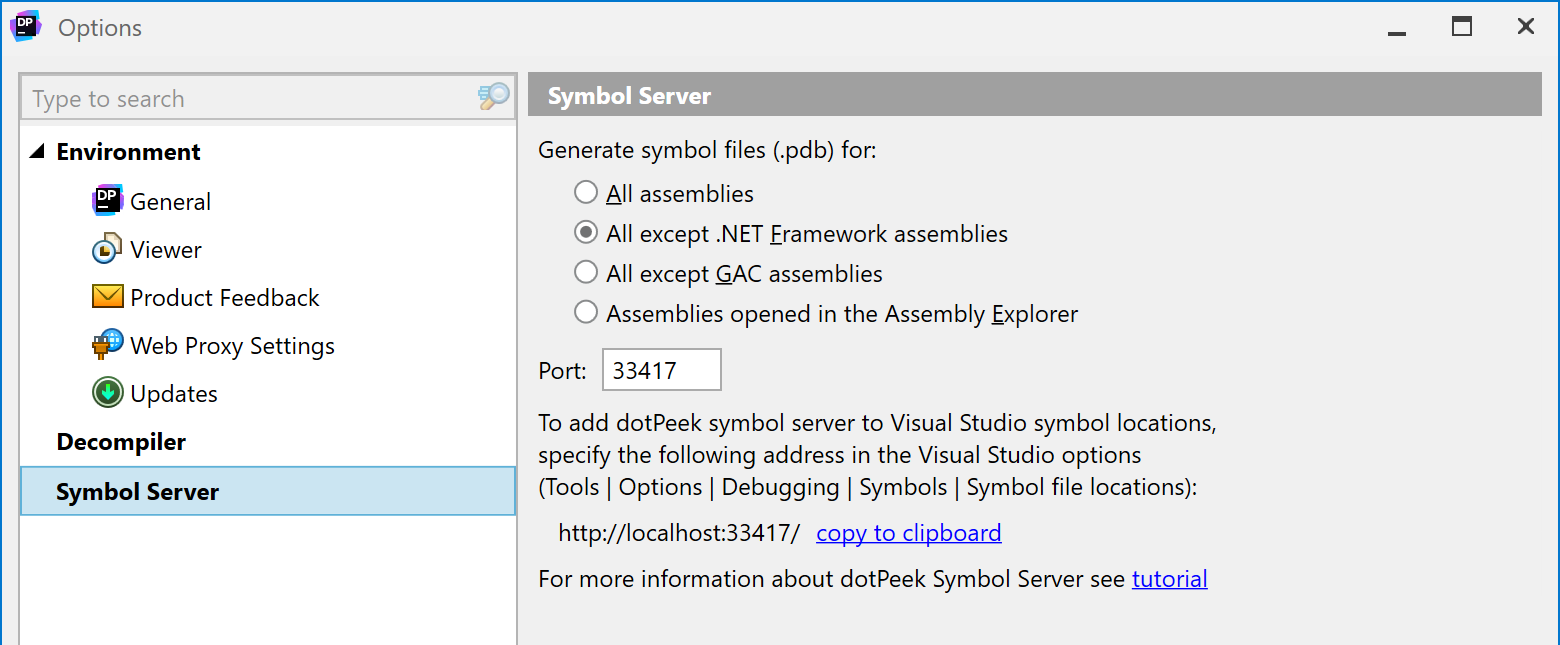 DP
Options
Type to search
Environment
DP
General
Viewer
Product Feedback
Web Proxy Settings
Updates
Decompiler
Symbol Server
Symbol Server
Generate symbol files (.pdb) for:
All assemblies
All except .NET Framework assemblies
All except GAC assemblies
Assemblies opened in the Assembly Explorer
Port: 33417
To add dotPeek symbol server to Visual Studio symbol locations,
specify the following address in the Visual Studio options
(Tools | Options | Debugging | Symbols | Symbol file locations):
http://localhost:33417/ copy to clipboard
For more information about dotPeek Symbol Server see tutorial